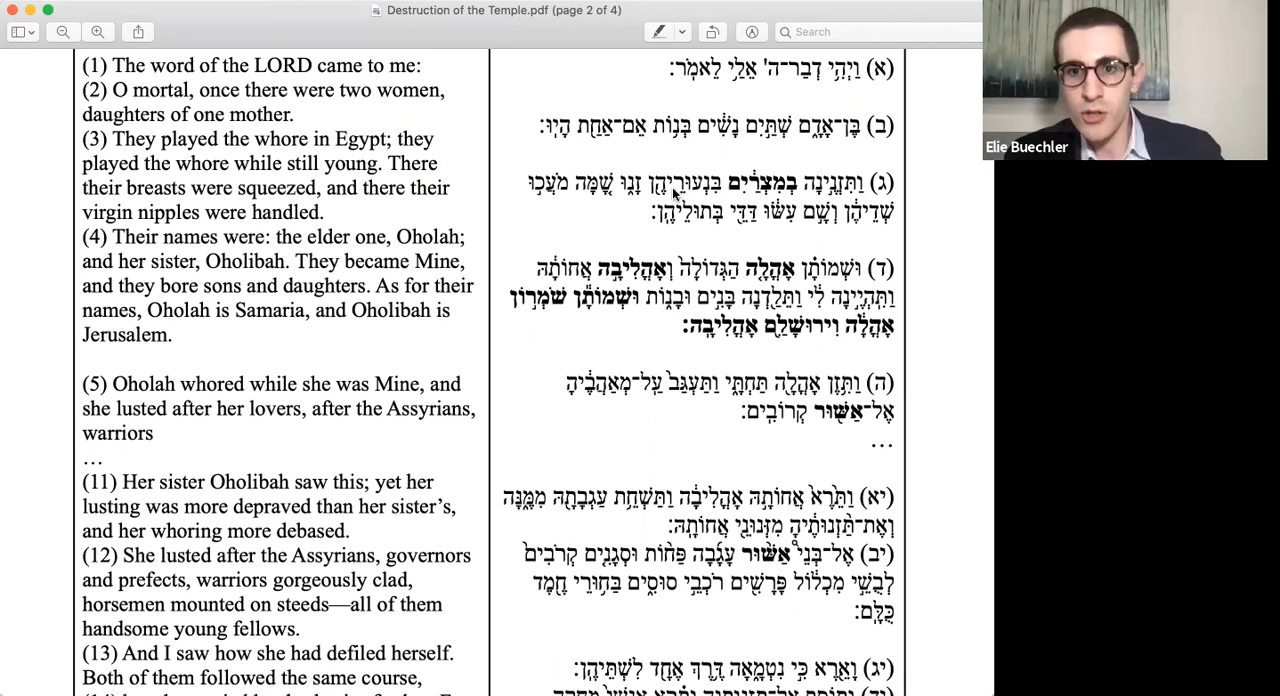 Destruction of the Temple.pdf (page 2 of 4)
Search
Elie Buechler
(1) The word of the LORD came to me:
(2) O mortal, once there were two women,
daughters of one mother.
(3) They played the whore in Egypt; they
played the whore while still young. There
their breasts were squeezed, and there their
virgin nipples were handled.
(4) Their names were: the elder one, Oholah;
and her sister, Oholibah. They became Mine,
and they bore sons and daughters. As for their
names, Oholah is Samaria, and Oholibah is
Jerusalem.
(5) Oholah whored while she was Mine, and
she lusted after her lovers, after the Assyrians,
warriors
…
(11) Her sister Oholibah saw this; yet her
lusting was more depraved than her sister’s,
and her whoring more debased.
(12) She lusted after the Assyrians, governors
and prefects, warriors gorgeously clad,
horsemen mounted on steeds—all of them
handsome young fellows.
(13) And I saw how she had defiled herself.
Both of them followed the same course,
(א) וַיְהִ֥י דְבַר־ה' אֵלַ֥י לֵאמֹֽר׃
(ב) בֶּן־אָדָ֑ם שְׁתַּ֣יִם נָשִׁ֔ים בְּנ֥וֹת אֵם־אַחַ֖ת הָיֽוּ׃
(ג) וַתִּזְנֶ֣ינָה בְמִצְרַ֔יִם בִּנְעוּרֵיהֶ֖ן זָנ֑וּ שָׁ֚מָּה מֹעֲכ֣וּ
שְׁדֵיהֶ֔ן וְשָׁ֣ם עִשּׂ֔וּ דַּדֵּ֖י בְּתוּלֵיהֶֽן׃
(ד) וּשְׁמוֹתָ֗ן אָהֳלָ֤ה הַגְּדוֹלָה֙ וְאָהֳלִיבָ֣ה אֲחוֹתָ֔הּ
וַתִּֽהְיֶ֣ינָה לִ֔י וַתֵּלַ֖דְנָה בָּנִ֣ים וּבָנ֑וֹת וּשְׁמוֹתָ֕ן שֹׁמְר֣וֹן
אָהֳלָ֔ה וִירוּשָׁלִַ֖ם אָהֳלִיבָֽה׃
(ה) וַתִּ֥זֶן אָהֳלָ֖ה תַּחְתָּ֑י וַתַּעְגַּב֙ עַֽל־מְאַהֲבֶ֔יהָ
אֶל־אַשּׁ֖וּר קְרוֹבִֽים׃
…
(יא) וַתֵּ֙רֶא֙ אֲחוֹתָ֣הּ אָהֳלִיבָ֔ה וַתַּשְׁחֵ֥ת עַגְבָתָ֖הּ מִמֶּ֑נָּה
וְאֶת־תַּ֨זְנוּתֶ֔יהָ מִזְּנוּנֵ֖י אֲחוֹתָֽהּ׃
(יב) אֶל־בְּנֵי֩ אַשּׁ֨וּר עָגָ֜בָה פַּח֨וֹת וּסְגָנִ֤ים קְרֹבִים֙
לְבֻשֵׁ֣י מִכְל֔וֹל פָּרָשִׁ֖ים רֹכְבֵ֣י סוּסִ֑ים בַּח֥וּרֵי חֶ֖מֶד
כֻּלָּֽם׃
(יג) וָאֵ֖רֶא כִּ֣י נִטְמָ֑אָה דֶּ֥רֶךְ אֶחָ֖ד לִשְׁתֵּיהֶֽן׃